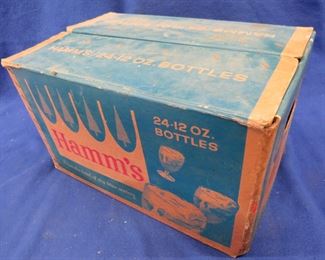 HAMM'S/24-12 OZ. BOTTLES
24-12 OZ.
BOTTLES
Hamm's